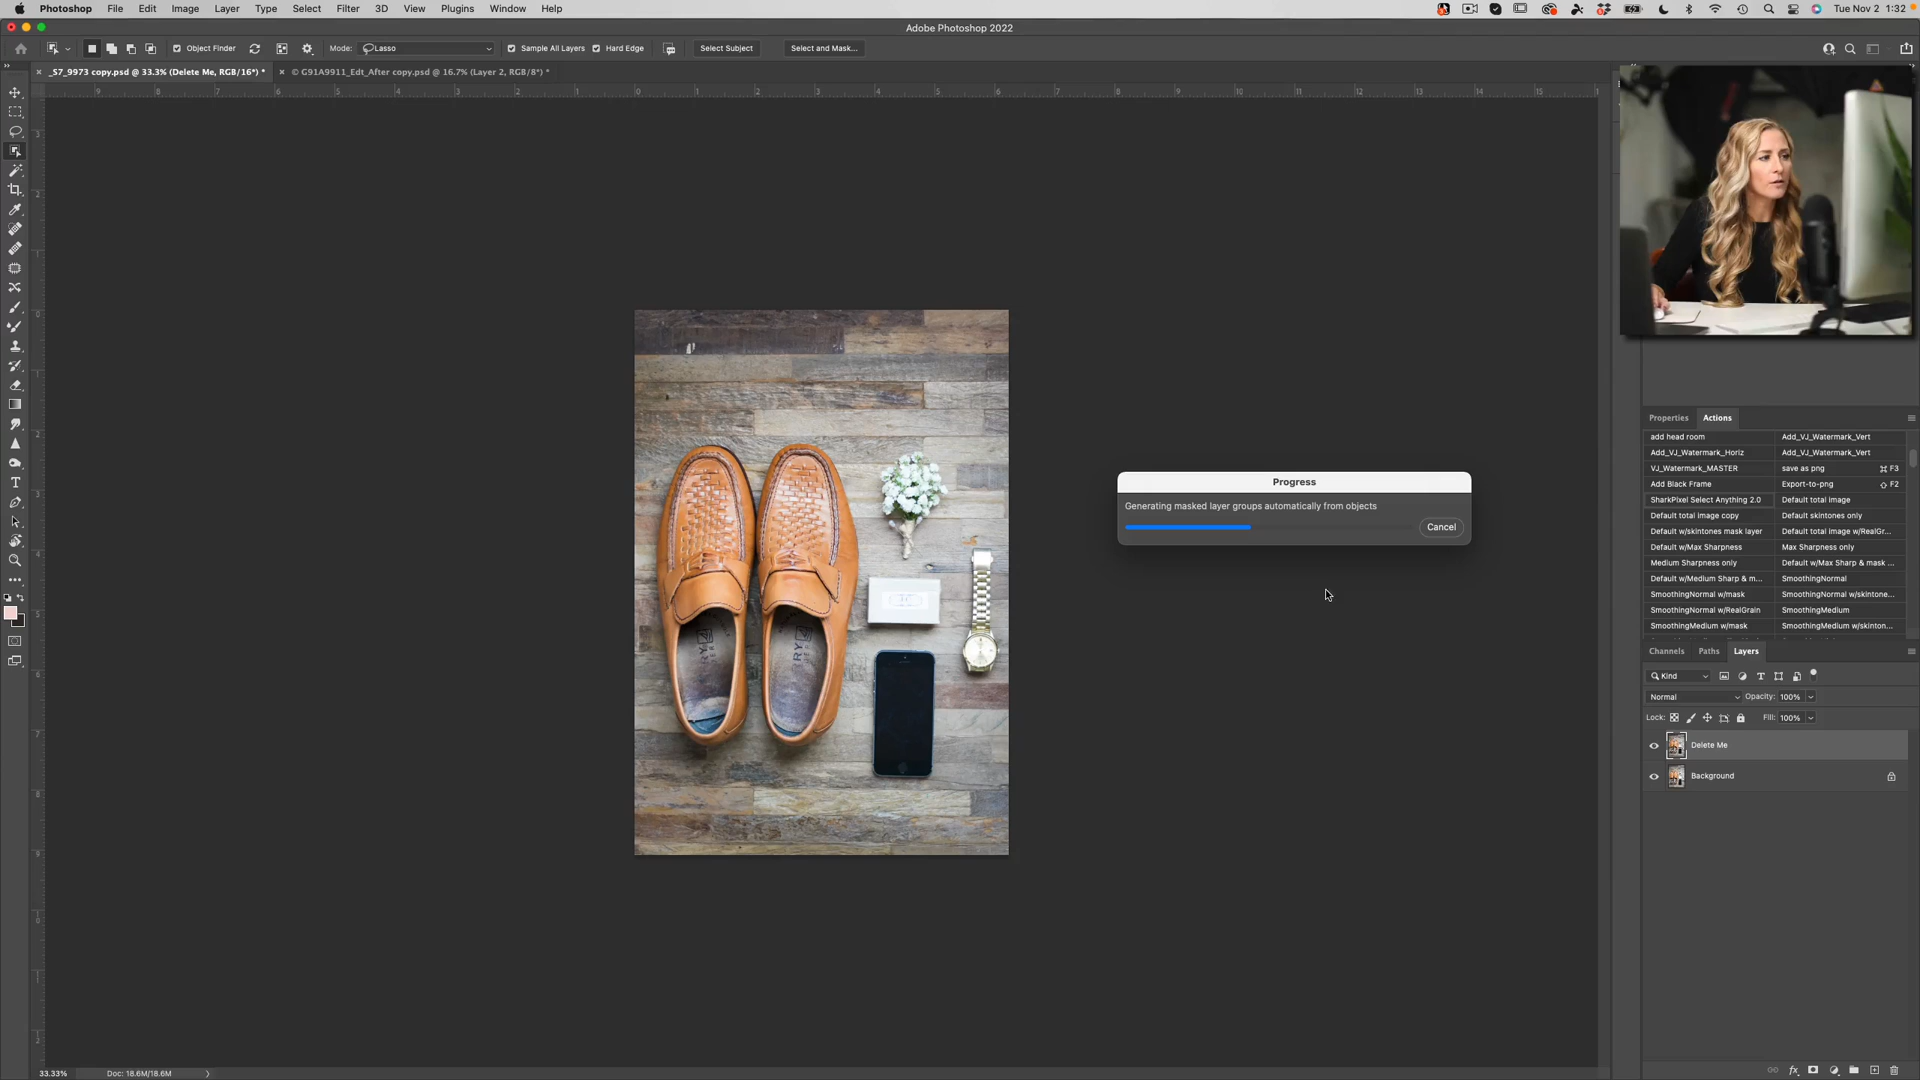 Photoshop File Edit Image Layer Type Select Filter 3D View Plugins Window Help Tue Nov 2 1:32
Adobe Photoshop 2022
Object Finder Mode: Lasso Sample All Layers Hard Edge Select Subject Select and Mask...
_S7_9973 copy.psd @ 33.3% (Delete Me, RGB/16*) * © G91A9911_Edt_After copy.psd @ 16.7% (Layer 2, RGB/8*) *
Progress
Generating masked layer groups automatically from objects
Cancel
Properties Actions
add head room Add_VJ_Watermark_Vert
Add_VJ_Watermark_Horiz Add_VJ_Watermark_Vert
VJ_Watermark_MASTER save as png ⌘ F3
Add Black Frame Export-to-png ⇧ F2
SharkPixel Select Anything 2.0 Default total image
Default total image copy Default skintones only
Default w/skintones mask layer Default total image w/RealGr...
Default w/Max Sharpness Max Sharpness only
Medium Sharpness only Default w/Max Sharp & mask ...
Default w/Medium Sharp & m... SmoothingNormal
SmoothingNormal w/mask SmoothingNormal w/skintone...
SmoothingNormal w/RealGrain SmoothingMedium
SmoothingMedium w/mask SmoothingMedium w/skinton...
Channels Paths Layers
Kind
Normal Opacity: 100%
Lock: Fill: 100%
Delete Me
Background
33.33% Doc: 18.6M/18.6M